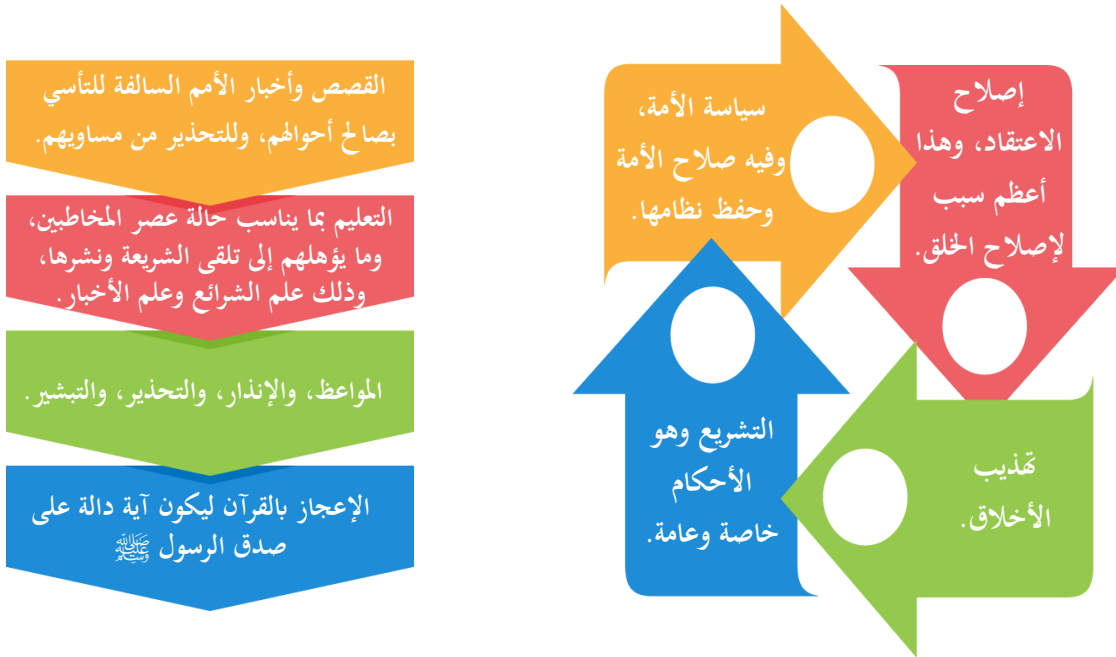 إصلاح
الاعتقاد، وهذا
أعظم سبب
لإصلاح الخلق.
تهذيب
الأخلاق.
التشريع وهو
الأحكام
خاصة وعامة.
سياسة الأمة،
وفيه صلاح الأمة
وحفظ نظامها.
القصص وأخبار الأمم السالفة للتأسي
بصالح أحوالهم، وللتحذير من مساويهم.
التعليم بما يناسب حالة عصر المخاطبين،
وما يؤهلهم إلى تلقى الشريعة ونشرها،
وذلك علم الشرائع وعلم الأخبار.
المواعظ، والإنذار، والتحذير، والتبشير.
الإعجاز بالقرآن ليكون آية دالة على
صدق الرسول ﷺ